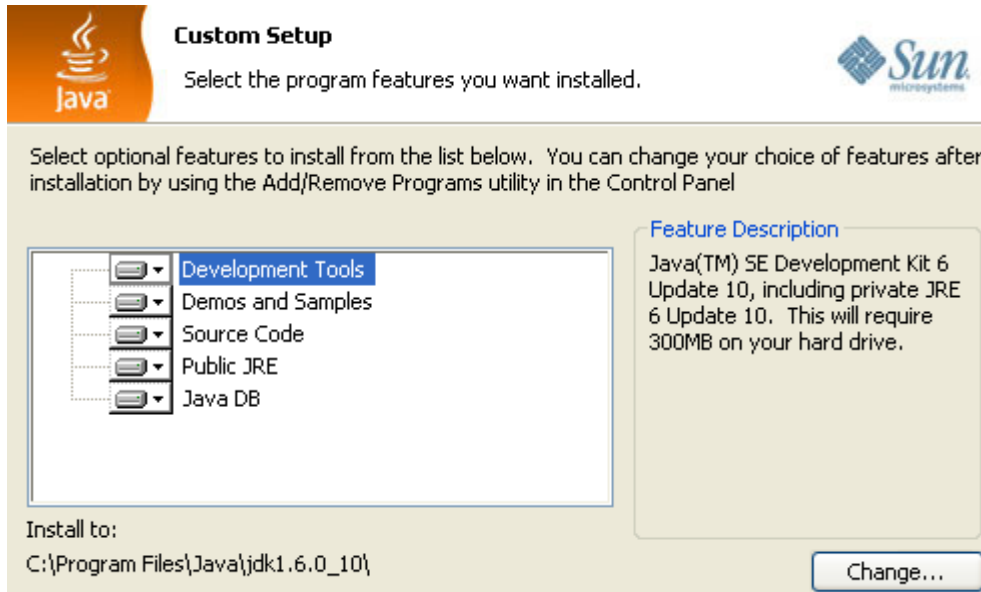 Java
Custom Setup
Select the program features you want installed.
Sun
microsystems
Select optional features to install from the list below. You can change your choice of features after
installation by using the Add/Remove Programs utility in the Control Panel
Development Tools
Demos and Samples
Source Code
Public JRE
Java DB
Feature Description
Java(TM) SE Development Kit 6
Update 10, including private JRE
6 Update 10. This will require
300MB on your hard drive.
Install to:
C:\Program Files\Java\jdk1.6.0_10\
Change...